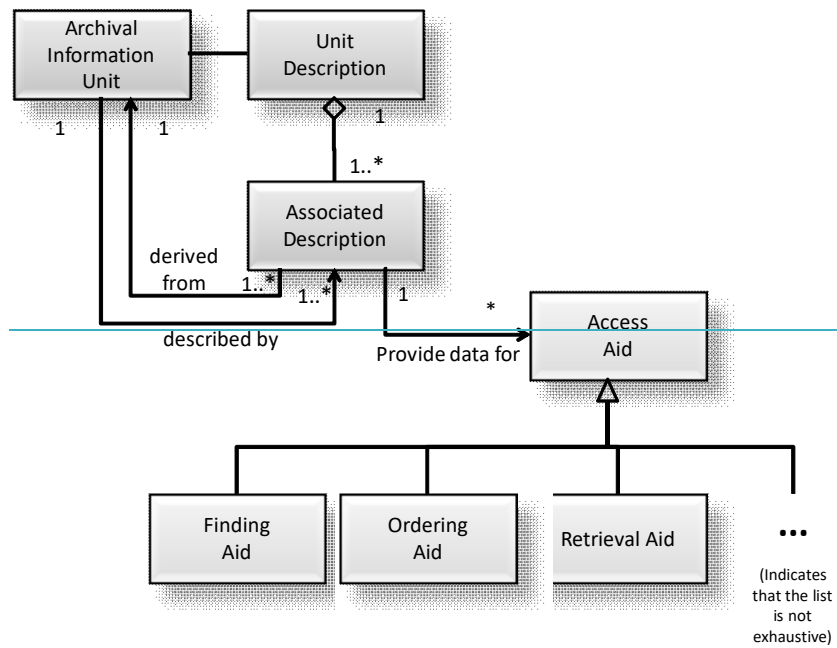 Archival
Information
Unit
Unit
Description
1
1
1
1..*
Associated
Description
derived
from
1..*
1..*
1
*
described by
Provide data for
Access
Aid
Finding
Aid
Ordering
Aid
Retrieval Aid
...
(Indicates
that the list
is not
exhaustive)